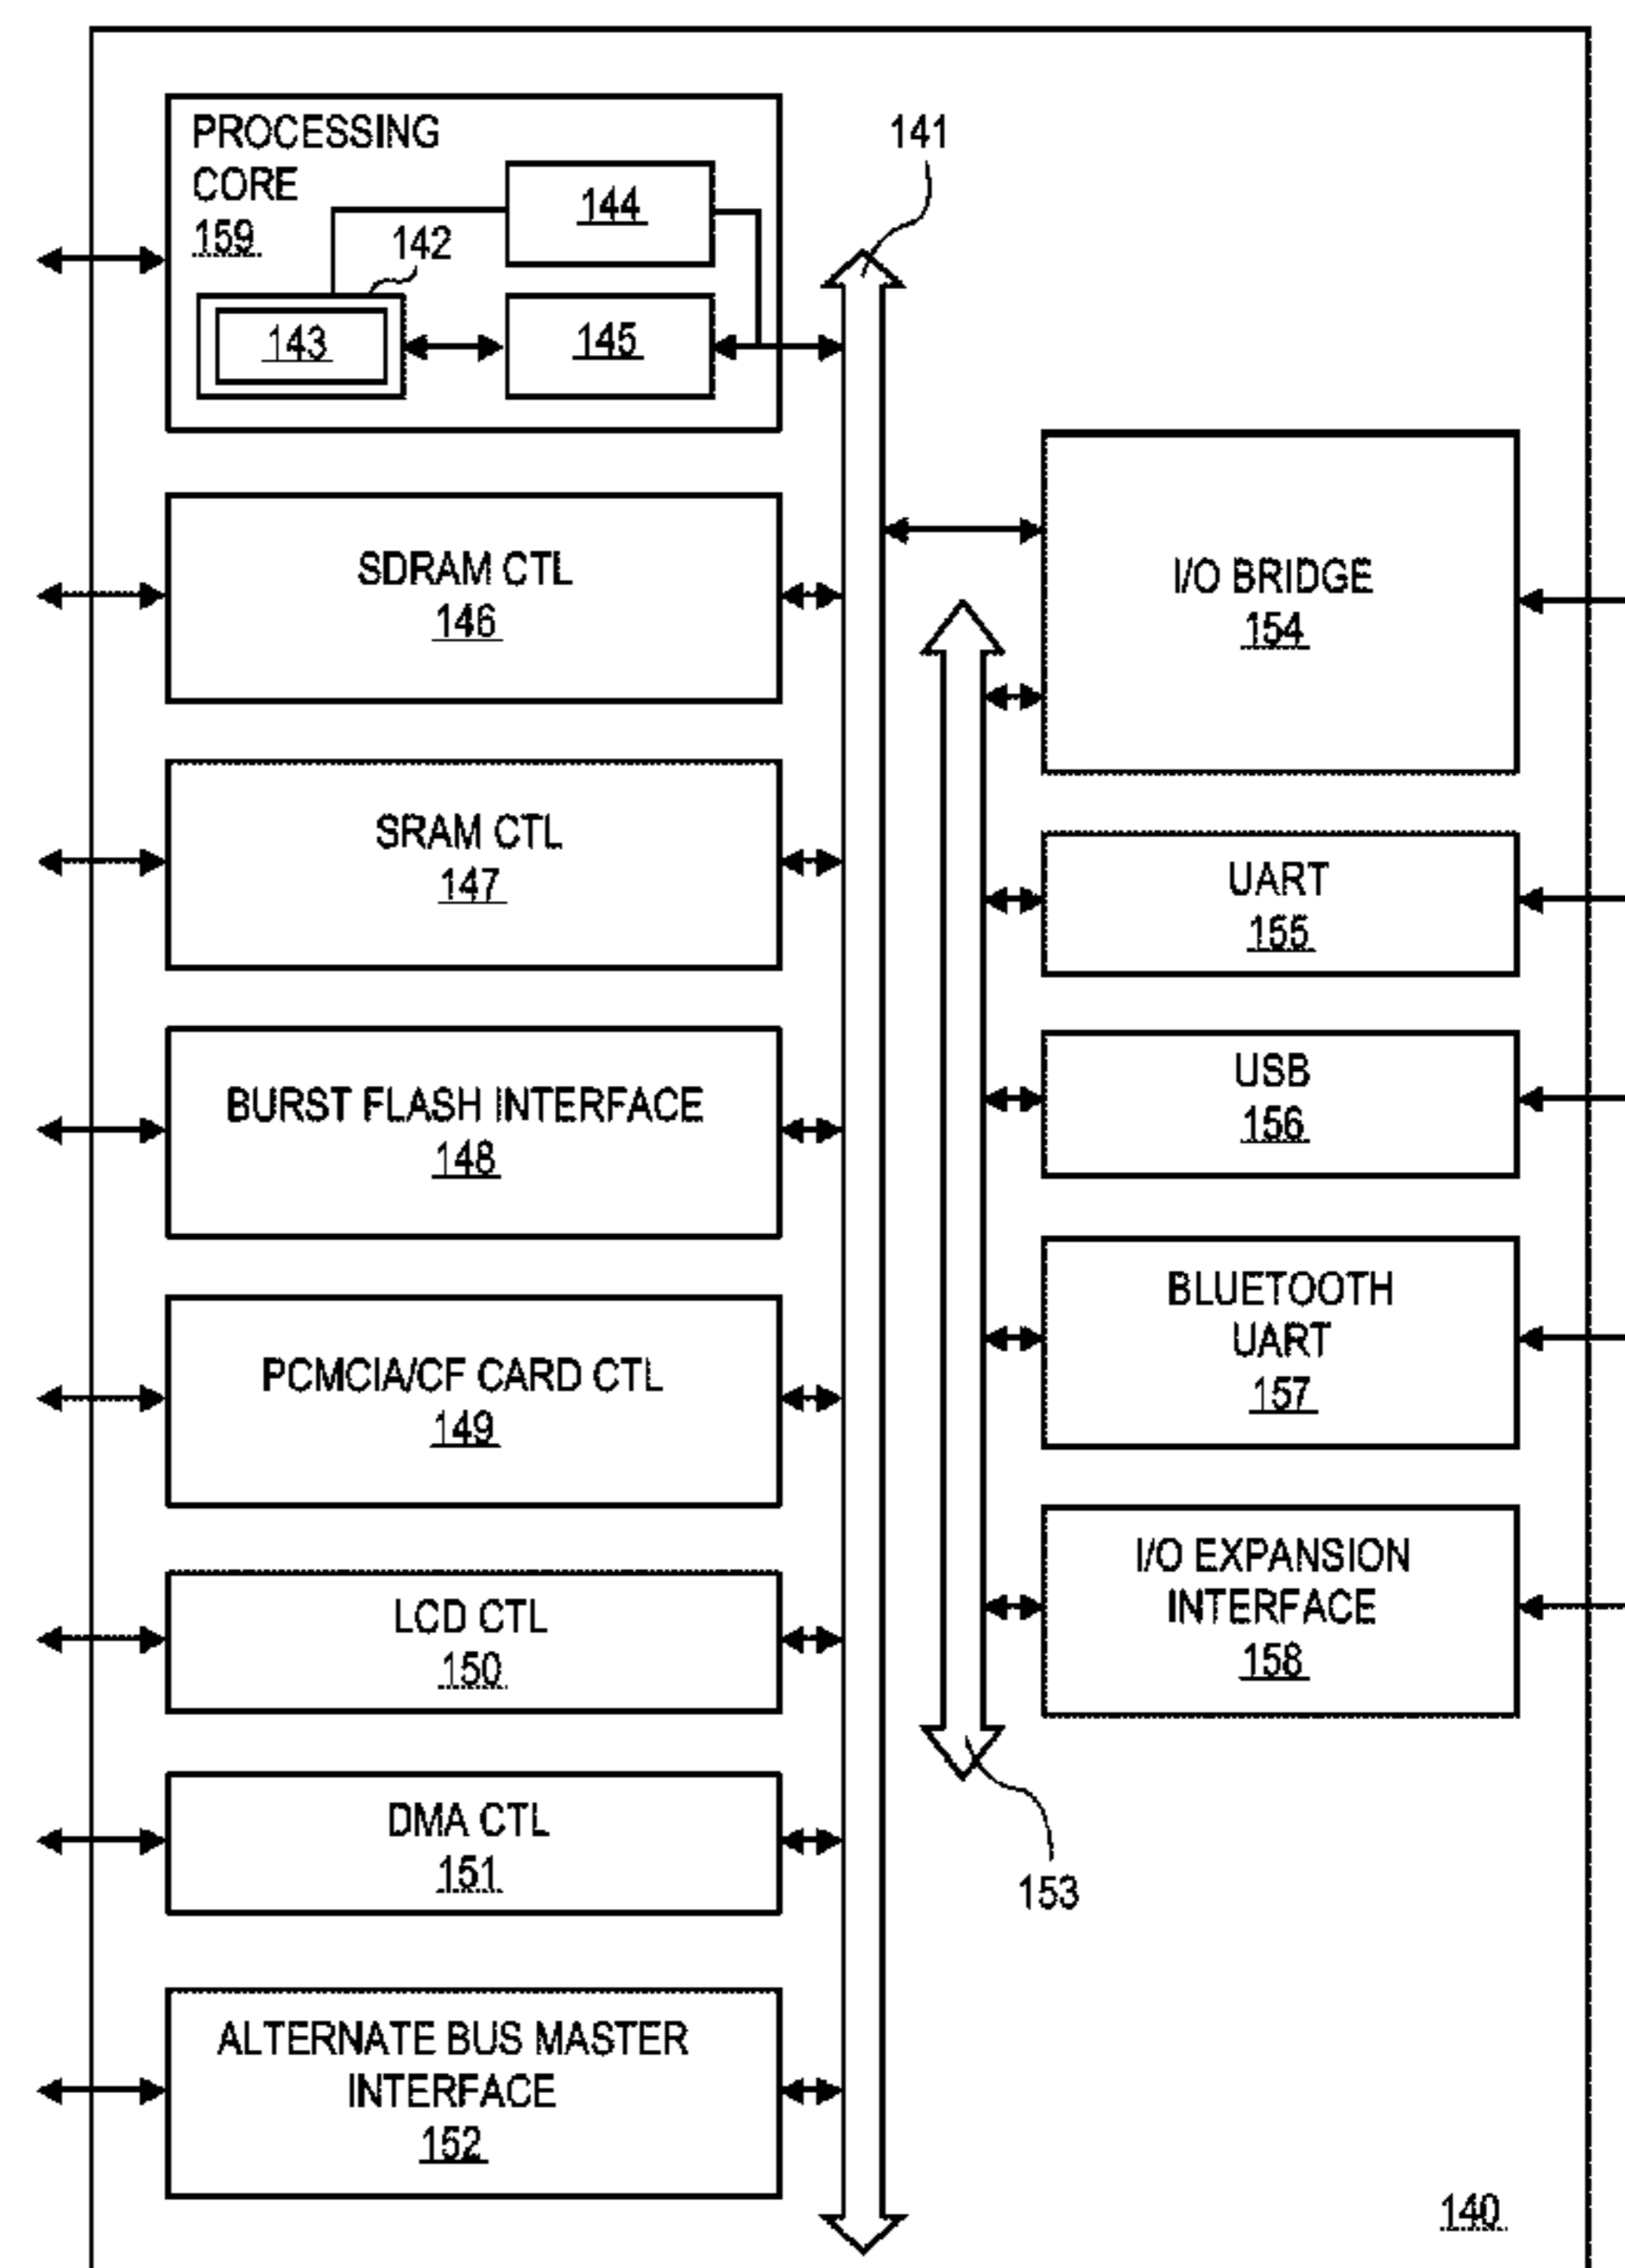 PROCESSING
CORE
159
144
142
143
145
141
SDRAM CTL
146
SRAM CTL
147
BURST FLASH INTERFACE
148
PCMCIA/CF CARD CTL
149
LCD CTL
150
DMA CTL
151
ALTERNATE BUS MASTER
INTERFACE
152
I/O BRIDGE
154
UART
155
USB
156
BLUETOOTH
UART
157
I/O EXPANSION
INTERFACE
158
153
140